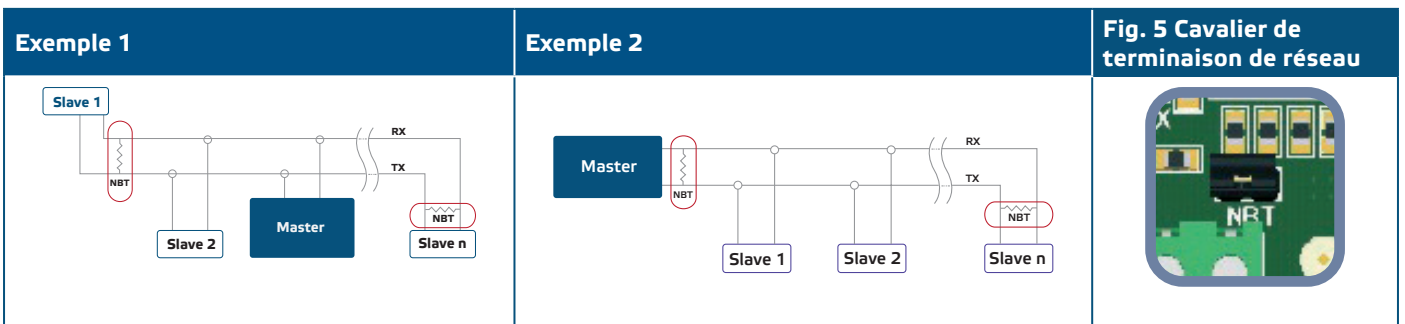 Exemple 1
Slave 1
RX
TX
NBT
NBT
Master
Slave 2
Slave n
Exemple 2
Master
RX
TX
NBT
NBT
Slave 1
Slave 2
Slave n
Fig. 5 Cavalier de
terminaison de réseau
X
NBT